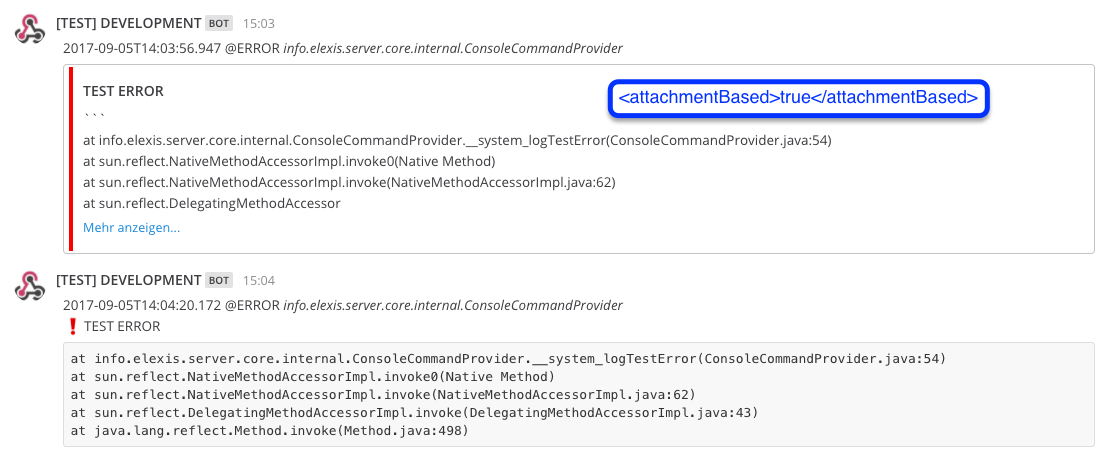 [TEST] DEVELOPMENT BOT 15:03
2017-09-05T14:03:56.947 @ERROR info.elexis.server.core.internal.ConsoleCommandProvider
TEST ERROR
<attachmentBased>true</attachmentBased>
```
at info.elexis.server.core.internal.ConsoleCommandProvider.__system_logTestError(ConsoleCommandProvider.java:54)
at sun.reflect.NativeMethodAccessorImpl.invoke0(Native Method)
at sun.reflect.NativeMethodAccessorImpl.invoke(NativeMethodAccessorImpl.java:62)
at sun.reflect.DelegatingMethodAccessor
Mehr anzeigen...
[TEST] DEVELOPMENT BOT 15:04
2017-09-05T14:04:20.172 @ERROR info.elexis.server.core.internal.ConsoleCommandProvider
❗ TEST ERROR
at info.elexis.server.core.internal.ConsoleCommandProvider.__system_logTestError(ConsoleCommandProvider.java:54)
at sun.reflect.NativeMethodAccessorImpl.invoke0(Native Method)
at sun.reflect.NativeMethodAccessorImpl.invoke(NativeMethodAccessorImpl.java:62)
at sun.reflect.DelegatingMethodAccessorImpl.invoke(DelegatingMethodAccessorImpl.java:43)
at java.lang.reflect.Method.invoke(Method.java:498)